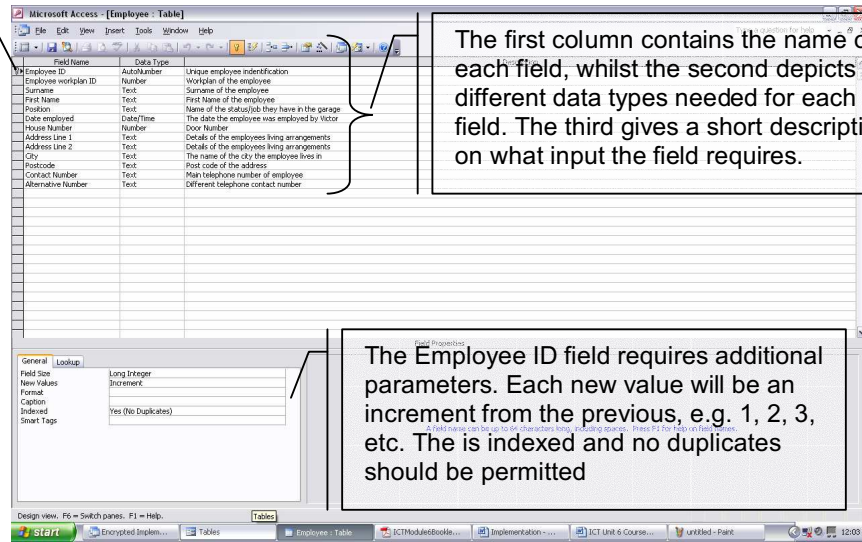 Microsoft Access - [Employee : Table]
File Edit View Insert Tools Window Help
Field Name Data Type
Employee ID AutoNumber Unique employee indentification
Employee workplan ID Number Workplan of the employee
Surname Text Surname of the employee
First Name Text First Name of the employee
Position Text Name of the status/job they have in the garage
Date employed Date/Time The date the employee was employed by Victor
House Number Number Door Number
Address Line 1 Text Details of the employees living arrangements
Address Line 2 Text Details of the employees living arrangements
City Text The name of the city the employee lives in
Postcode Text Post code of the address
Contact Number Text Main telephone number of employee
Alternative Number Text Different telephone contact number
The first column contains the name
each field, whilst the second depicts
different data types needed for each
field. The third gives a short
on what input the field requires.
Field Properties
General Lookup
Field Size Long Integer
New Values Increment
Format
Caption
Indexed Yes (No Duplicates)
Smart Tags
The Employee ID field requires additional
parameters. Each new value will be an
increment from the previous, e.g. 1, 2, 3,
etc. The is indexed and no duplicates
should be permitted
A field name can be up to 64 characters long, including spaces. Press F1 for help on field names.
Design view. F6 = Switch panes. F1 = Help.
Tables
start Encrypted Implem... Tables Employee : Table ICTModule6Bookle... Implementation - ... ICT Unit 6 Course... untitled - Paint 12:03